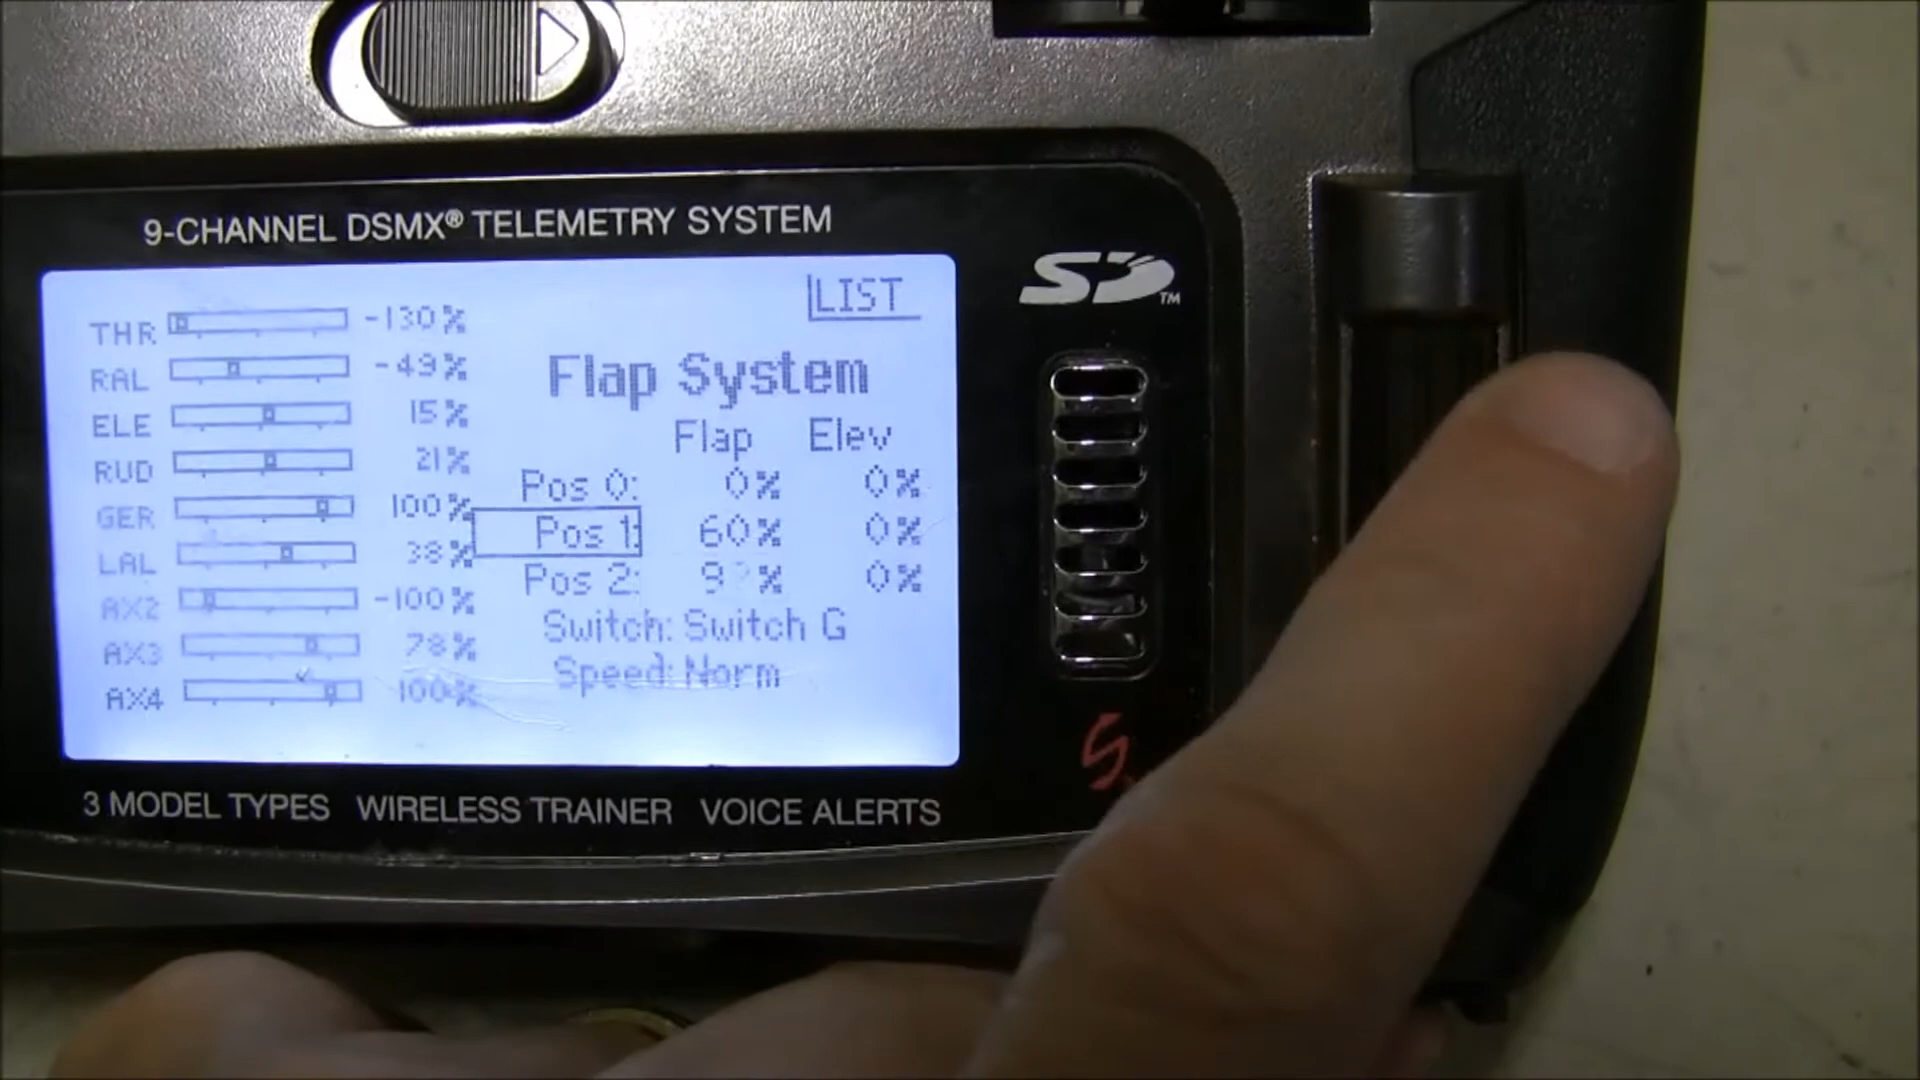 9-CHANNEL DSMX® TELEMETRY SYSTEM
LIST
THR -130%
RAL -49%
ELE 15%
RUD 21%
GER 100%
LAL 38%
AX2 -100%
AX3 78%
AX4 100%
Flap System
Flap Elev
Pos 0: 0% 0%
Pos 1: 60% 0%
Pos 2: 0%
Switch: Switch G
Speed: Norm
SD™
3 MODEL TYPES WIRELESS TRAINER VOICE ALERTS